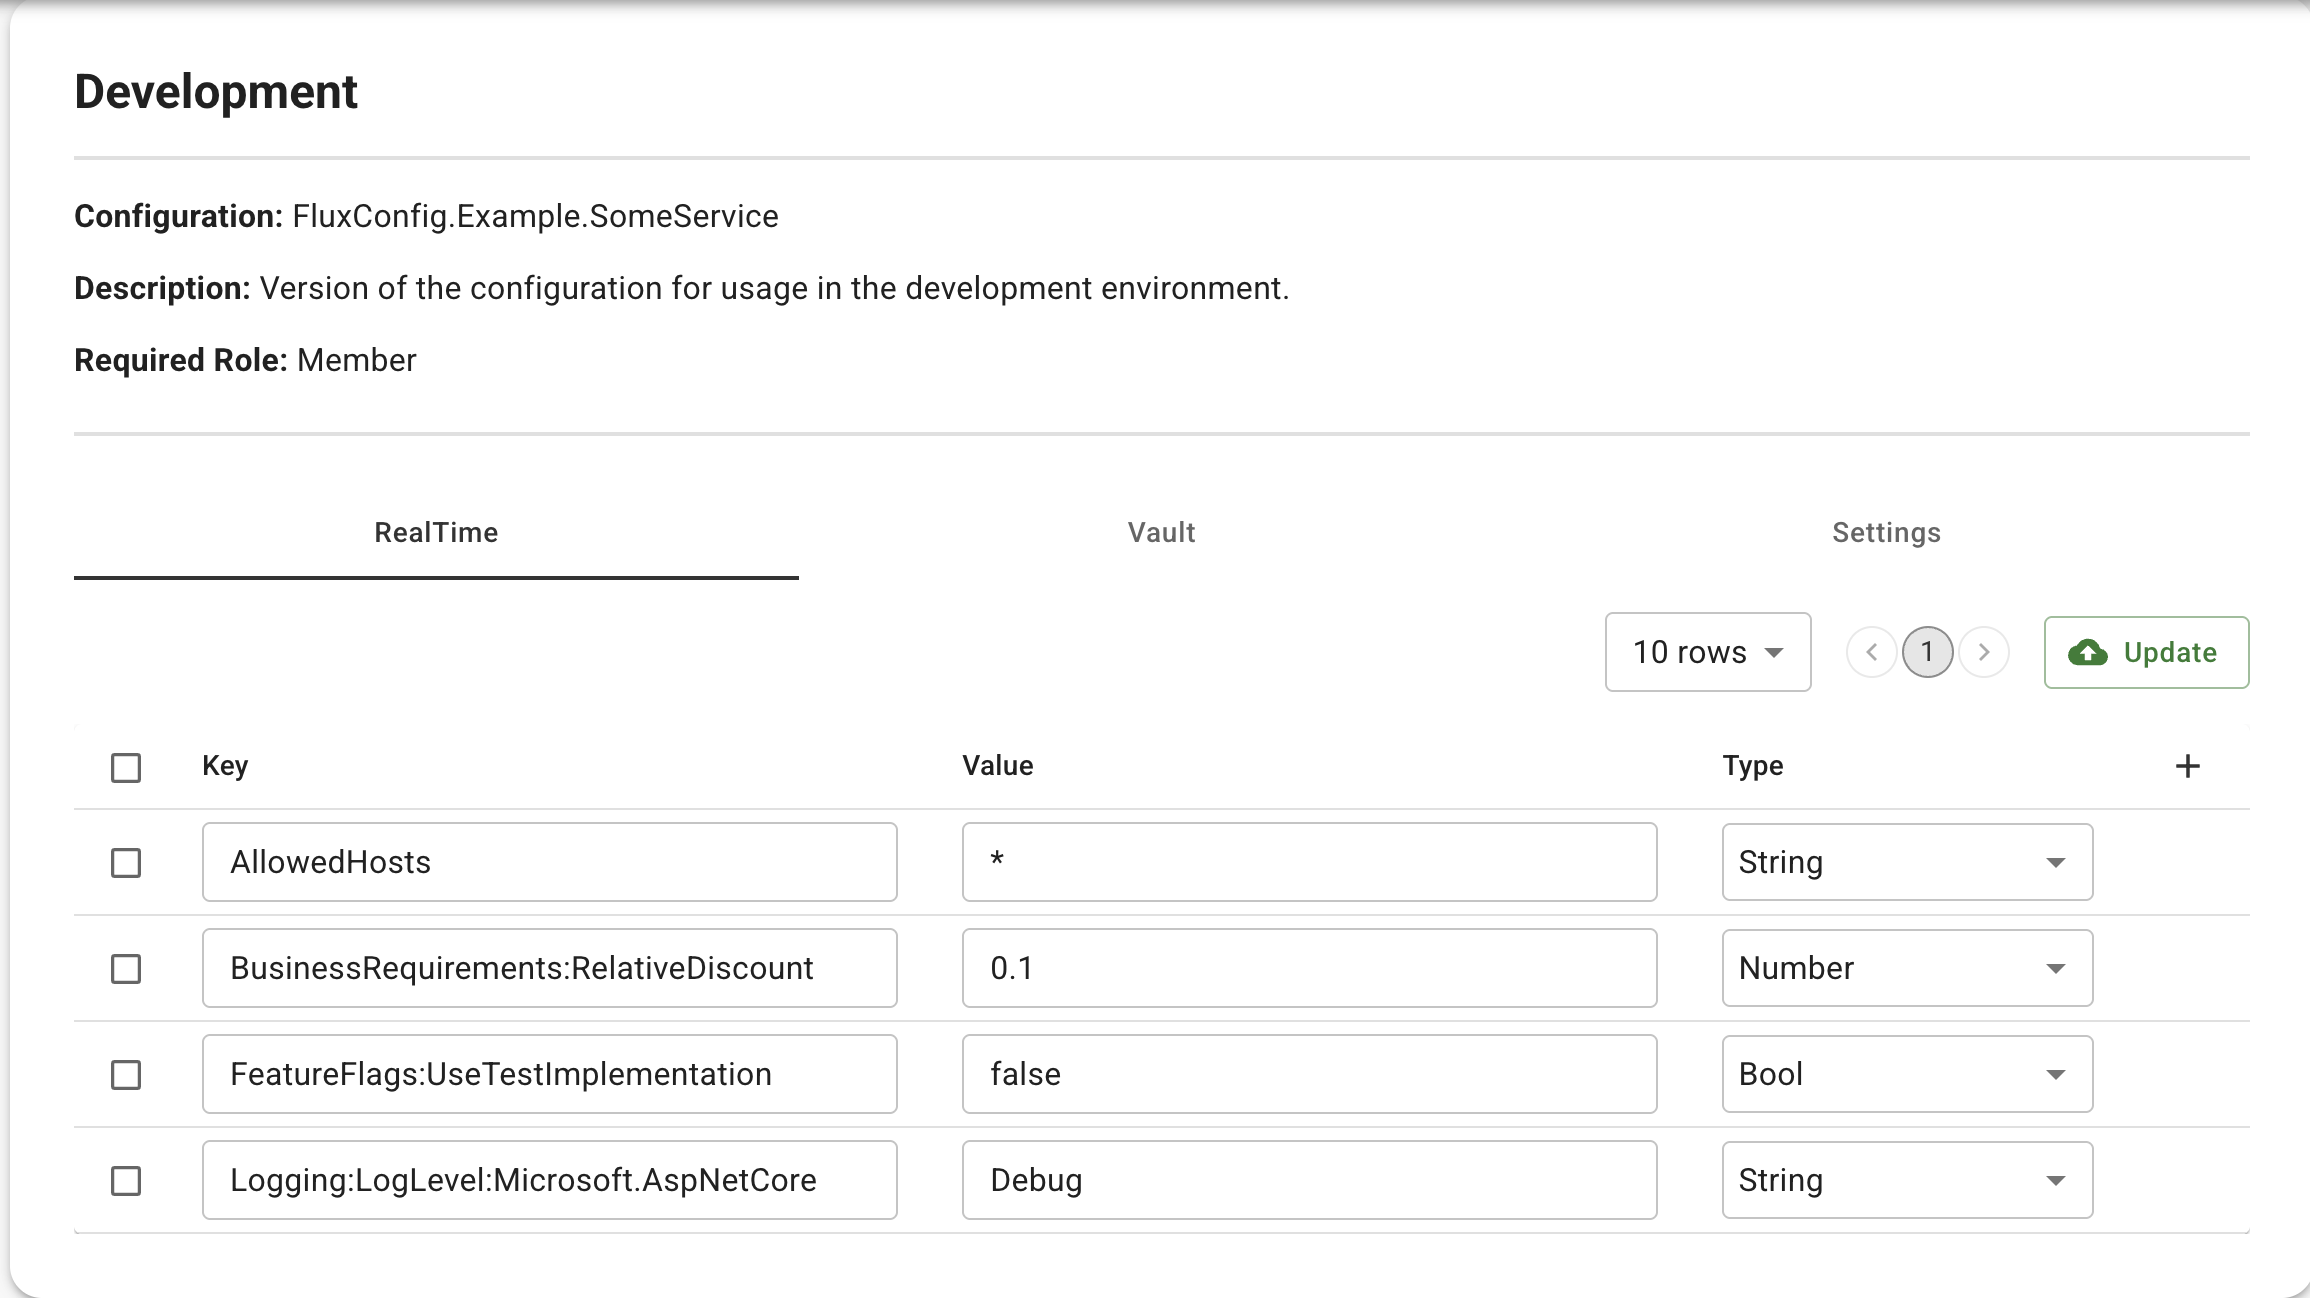 Development
Configuration: FluxConfig.Example.SomeService
Description: Version of the configuration for usage in the development environment.
Required Role: Member
RealTime Vault Settings
10 rows 1 Update
Key Value Type +
AllowedHosts * String
BusinessRequirements:RelativeDiscount 0.1 Number
FeatureFlags:UseTestImplementation false Bool
Logging:LogLevel:Microsoft.AspNetCore Debug String